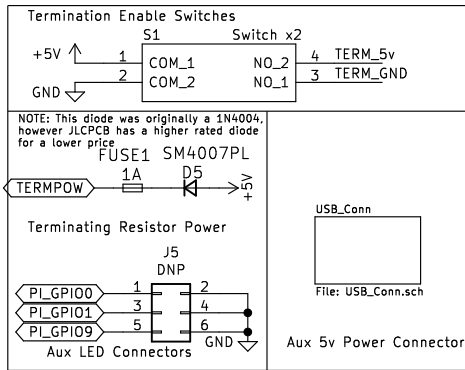 Termination Enable Switches
S1 Switch x2
+5V 1 COM_1 NO_2 4 TERM_5v
2 COM_2 NO_1 3 TERM_GND
GND
NOTE: This diode was originally a 1N4004,
however JLCPCB has a higher rated diode
for a lower price
FUSE1 SM4007PL
1A D5
TERMPOW +5V
Terminating Resistor Power
J5
DNP
PI_GPIO0 1 2
PI_GPIO1 3 4
PI_GPIO9 5 6 GND
Aux LED Connectors
USB_Conn
File: USB_Conn.sch
Aux 5v Power Connector